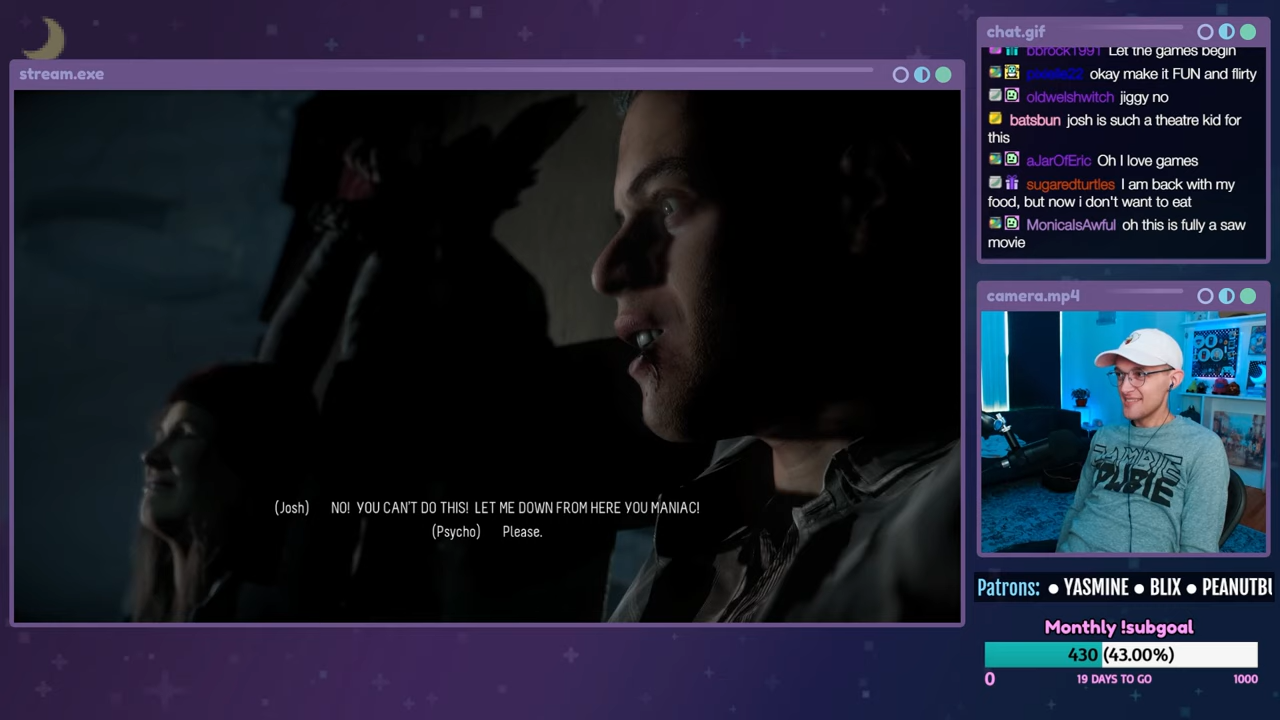 stream.exe
(Josh) NO! YOU CAN'T DO THIS! LET ME DOWN FROM HERE YOU MANIAC!
(Psycho) Please.
chat.gif
bbrock1991 Let the games begin
okay make it FUN and flirty
oldwelshwitch jiggy no
batsbun josh is such a theatre kid for
this
aJarOfEric Oh I love games
sugaredturtles I am back with my
food, but now i don't want to eat
MonicaIsAwful oh this is fully a saw
movie
camera.mp4
ZOMBIE
Patrons: ● YASMINE ● BLIX ● PEANUTBU
Monthly !subgoal
430 (43.00%)
0 19 DAYS TO GO 1000